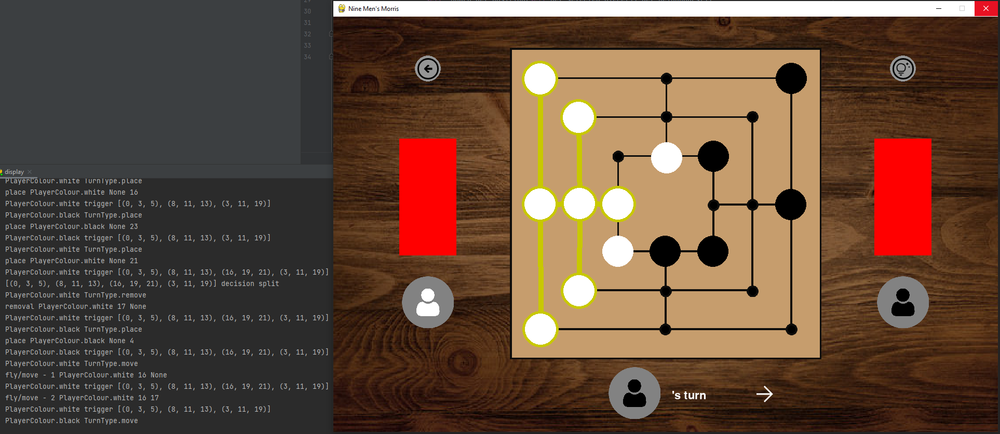 29
30
31
32
33
34
display
PlayerColour.white TurnType.place
place PlayerColour.white None 16
PlayerColour.white trigger [(0, 3, 5), (8, 11, 13), (3, 11, 19)]
PlayerColour.black TurnType.place
place PlayerColour.black None 23
PlayerColour.black trigger [(0, 3, 5), (8, 11, 13), (3, 11, 19)]
PlayerColour.white TurnType.place
place PlayerColour.white None 21
PlayerColour.white trigger [(0, 3, 5), (8, 11, 13), (16, 19, 21), (3, 11, 19)]
[(0, 3, 5), (8, 11, 13), (16, 19, 21), (3, 11, 19)] decision split
PlayerColour.white TurnType.remove
removal PlayerColour.white 17 None
PlayerColour.white trigger [(0, 3, 5), (8, 11, 13), (16, 19, 21), (3, 11, 19)]
PlayerColour.black TurnType.place
place PlayerColour.black None 4
PlayerColour.black trigger [(0, 3, 5), (8, 11, 13), (16, 19, 21), (3, 11, 19)]
PlayerColour.white TurnType.move
fly/move - 1 PlayerColour.white 16 None
PlayerColour.white trigger [(0, 3, 5), (8, 11, 13), (16, 19, 21), (3, 11, 19)]
fly/move - 2 PlayerColour.white 16 17
PlayerColour.white trigger [(0, 3, 5), (8, 11, 13), (3, 11, 19)]
PlayerColour.black TurnType.move
Nine Men's Morris
's turn